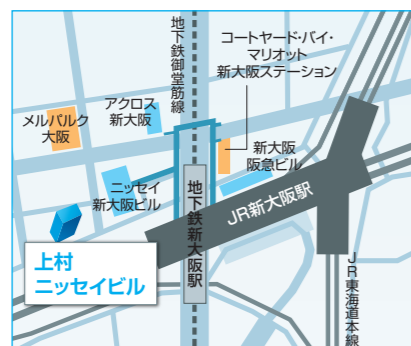 地下鉄御堂筋線
コートヤード・バイ・
マリオット
新大阪ステーション
アクロス
新大阪
メルパルク
大阪
新大阪
阪急ビル
ニッセイ
新大阪ビル
地下鉄新大阪駅
JR新大阪駅
上村
ニッセイビル
JR東海道本線